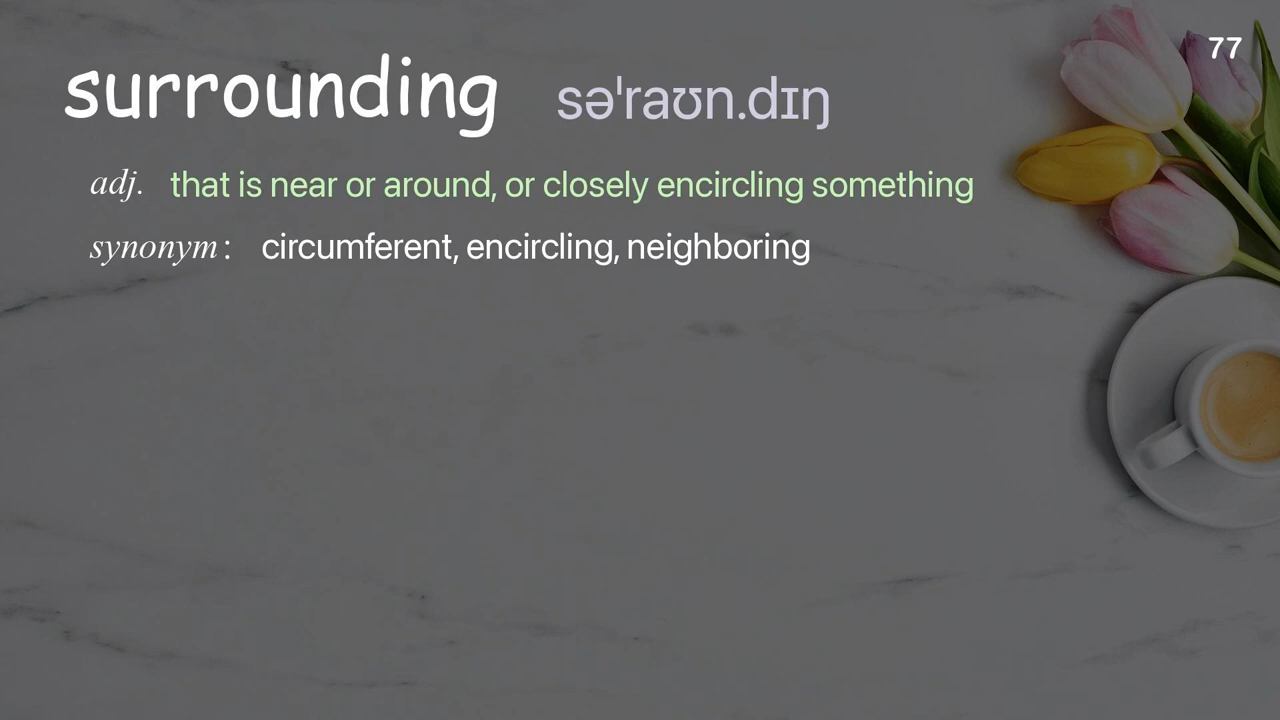 77
surrounding səˈraʊn.dɪŋ
adj. that is near or around, or closely encircling something
synonym : circumferent, encircling, neighboring